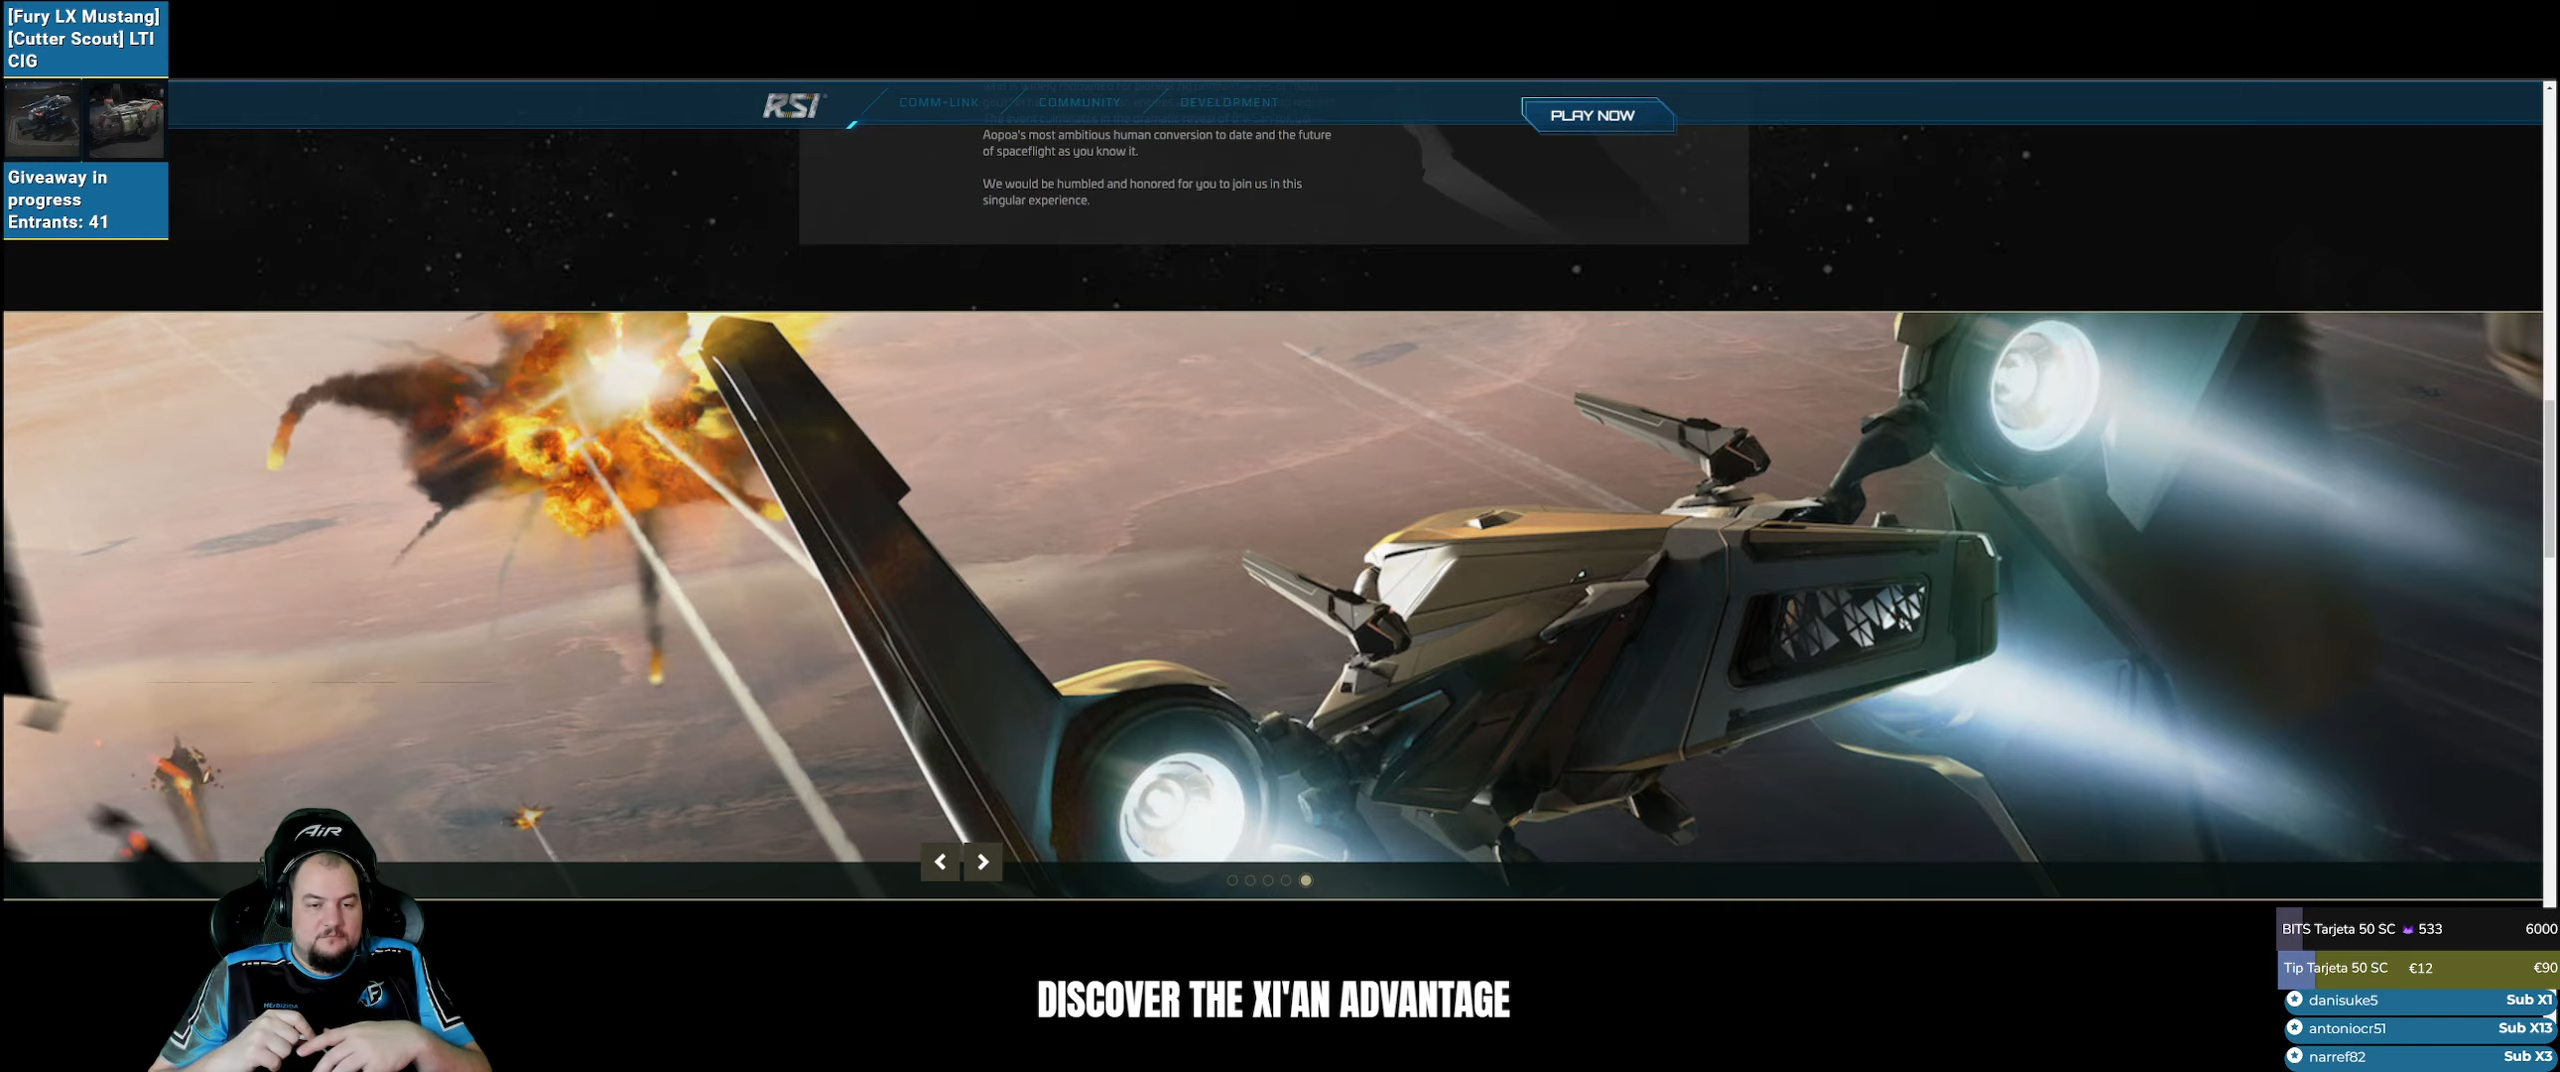 [Fury LX Mustang]
[Cutter Scout] LTI
CIG
Giveaway in
progress
Entrants: 41
RSI
COMM-LINK
COMMUNITY
DEVELOPMENT
PLAY NOW
Aopoa's most ambitious human conversion to date and the future
of spaceflight as you know it.
We would be humbled and honored for you to join us in this
singular experience.
AIR
AF
DISCOVER THE XI'AN ADVANTAGE
BITS Tarjeta 50 SC 533 6000
Tip Tarjeta 50 SC €12 €90
danisuke5 Sub X1
antoniocr51 Sub X13
narref82 Sub X3